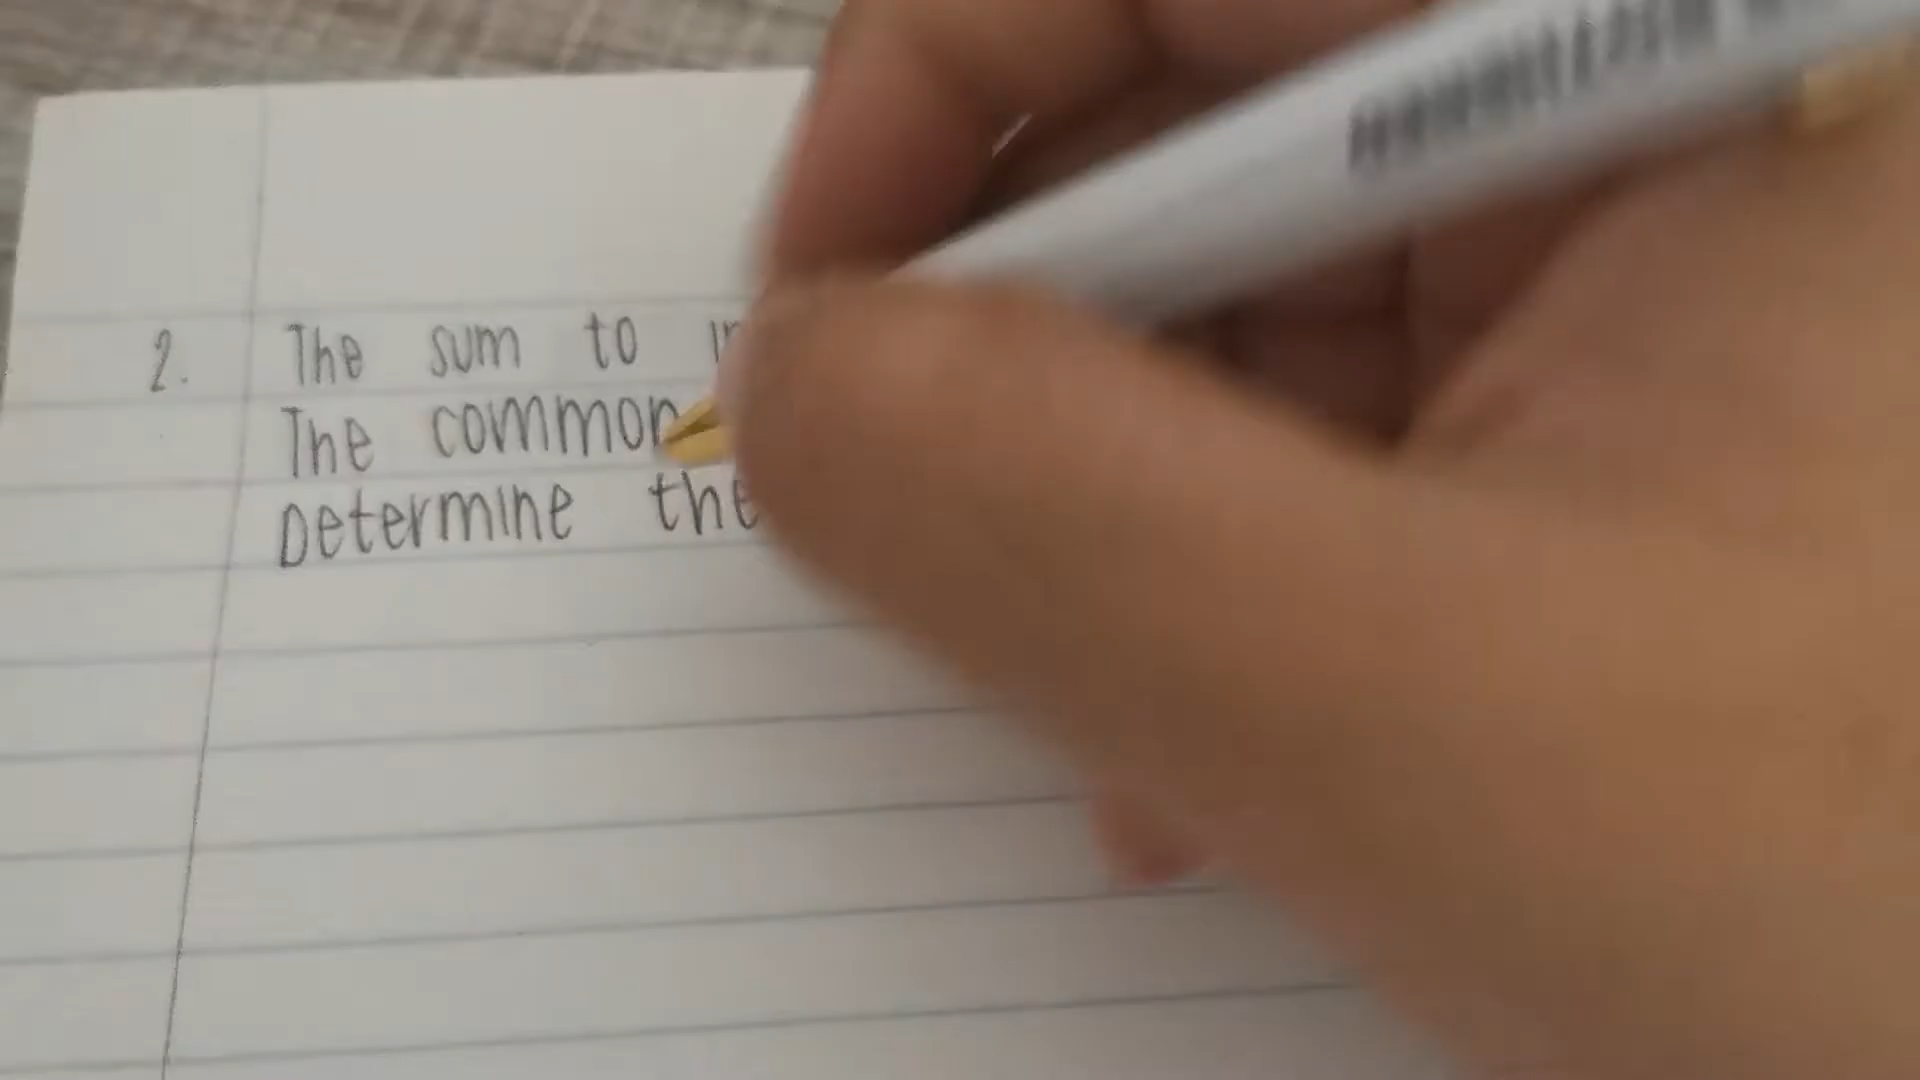 2. The sum to
The common
Determine the